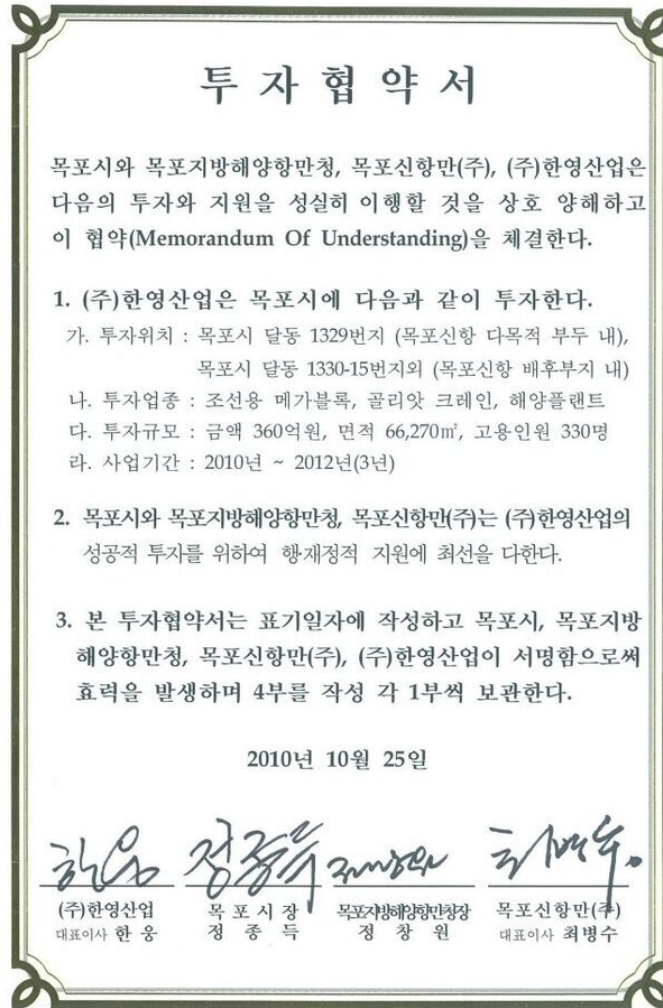 투 자 협 약 서
목포시와 목포지방해양항만청, 목포신항만(주), (주)한영산업은
다음의 투자와 지원을 성실히 이행할 것을 상호 양해하고
이 협약(Memorandum Of Understanding)을 체결한다.
1. (주)한영산업은 목포시에 다음과 같이 투자한다.
가. 투자위치 : 목포시 달동 1329번지 (목포신항 다목적 부두 내),
목포시 달동 1330-15번지외 (목포신항 배후부지 내)
나. 투자업종 : 조선용 메가블록, 골리앗 크레인, 해양플랜트
다. 투자규모 : 금액 360억원, 면적 66,270㎡, 고용인원 330명
라. 사업기간 : 2010년 ~ 2012년(3년)
2. 목포시와 목포지방해양항만청, 목포신항만(주)는 (주)한영산업의
성공적 투자를 위하여 행·재정적 지원에 최선을 다한다.
3. 본 투자협약서는 표기일자에 작성하고 목포시, 목포지방
해양항만청, 목포신항만(주), (주)한영산업이 서명함으로써
효력을 발생하며 4부를 작성 각 1부씩 보관한다.
2010년 10월 25일
한웅 정종득 정창원 최병수
(주)한영산업 목 포 시 장 목포지방해양항만청장 목포신항만(주)
대표이사 한 웅 정 종 득 정 창 원 대표이사 최병수